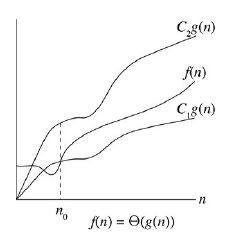 C₂g(n)
f(n)
C₁g(n)
n
n₀
f(n) = Θ(g(n))